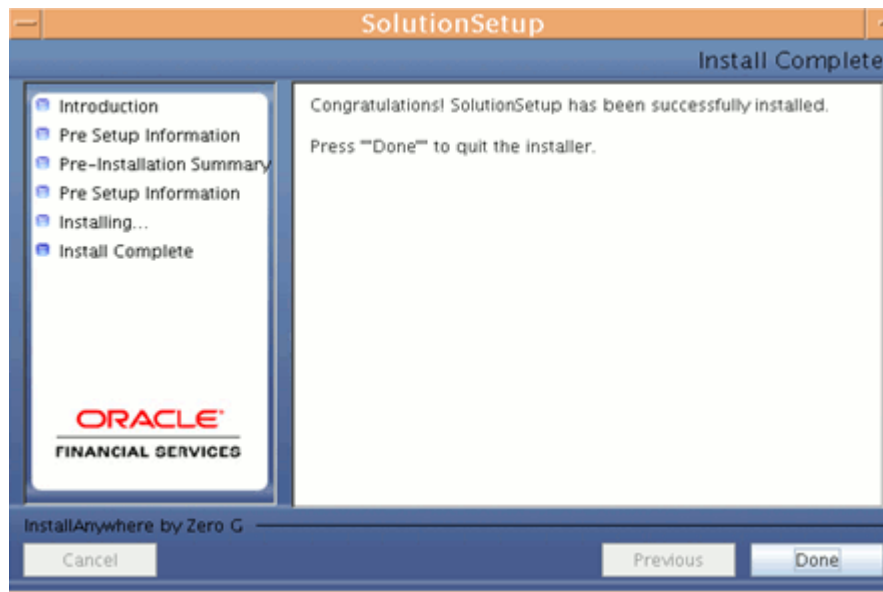 SolutionSetup
Install Complete
Introduction
Pre Setup Information
Pre-Installation Summary
Pre Setup Information
Installing...
Install Complete
ORACLE
FINANCIAL SERVICES
Congratulations! SolutionSetup has been successfully installed.
Press ""Done"" to quit the installer.
InstallAnywhere by Zero G
Cancel
Previous
Done